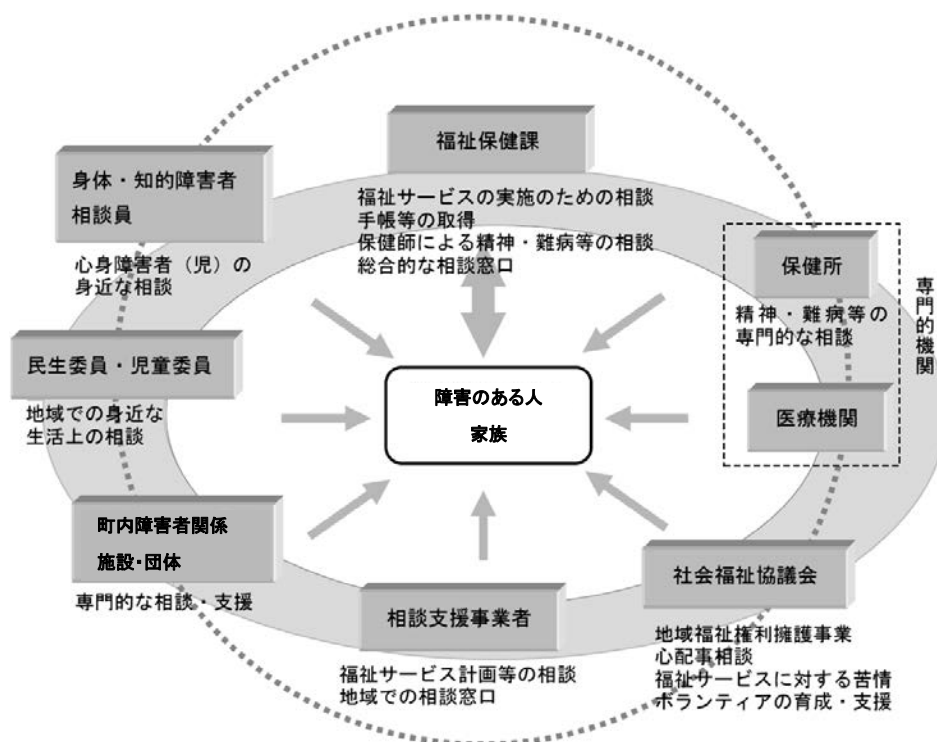 福祉保健課
福祉サービスの実施のための相談
手帳等の取得
保健師による精神・難病等の相談
総合的な相談窓口
身体・知的障害者
相談員
心身障害者（児）の
身近な相談
保健所
精神・難病等の
専門的な相談
医療機関
専門的機関
民生委員・児童委員
地域での身近な
生活上の相談
障害のある人
家族
町内障害者関係
施設・団体
専門的な相談・支援
相談支援事業者
福祉サービス計画等の相談
地域での相談窓口
社会福祉協議会
地域福祉権利擁護事業
心配事相談
福祉サービスに対する苦情
ボランティアの育成・支援